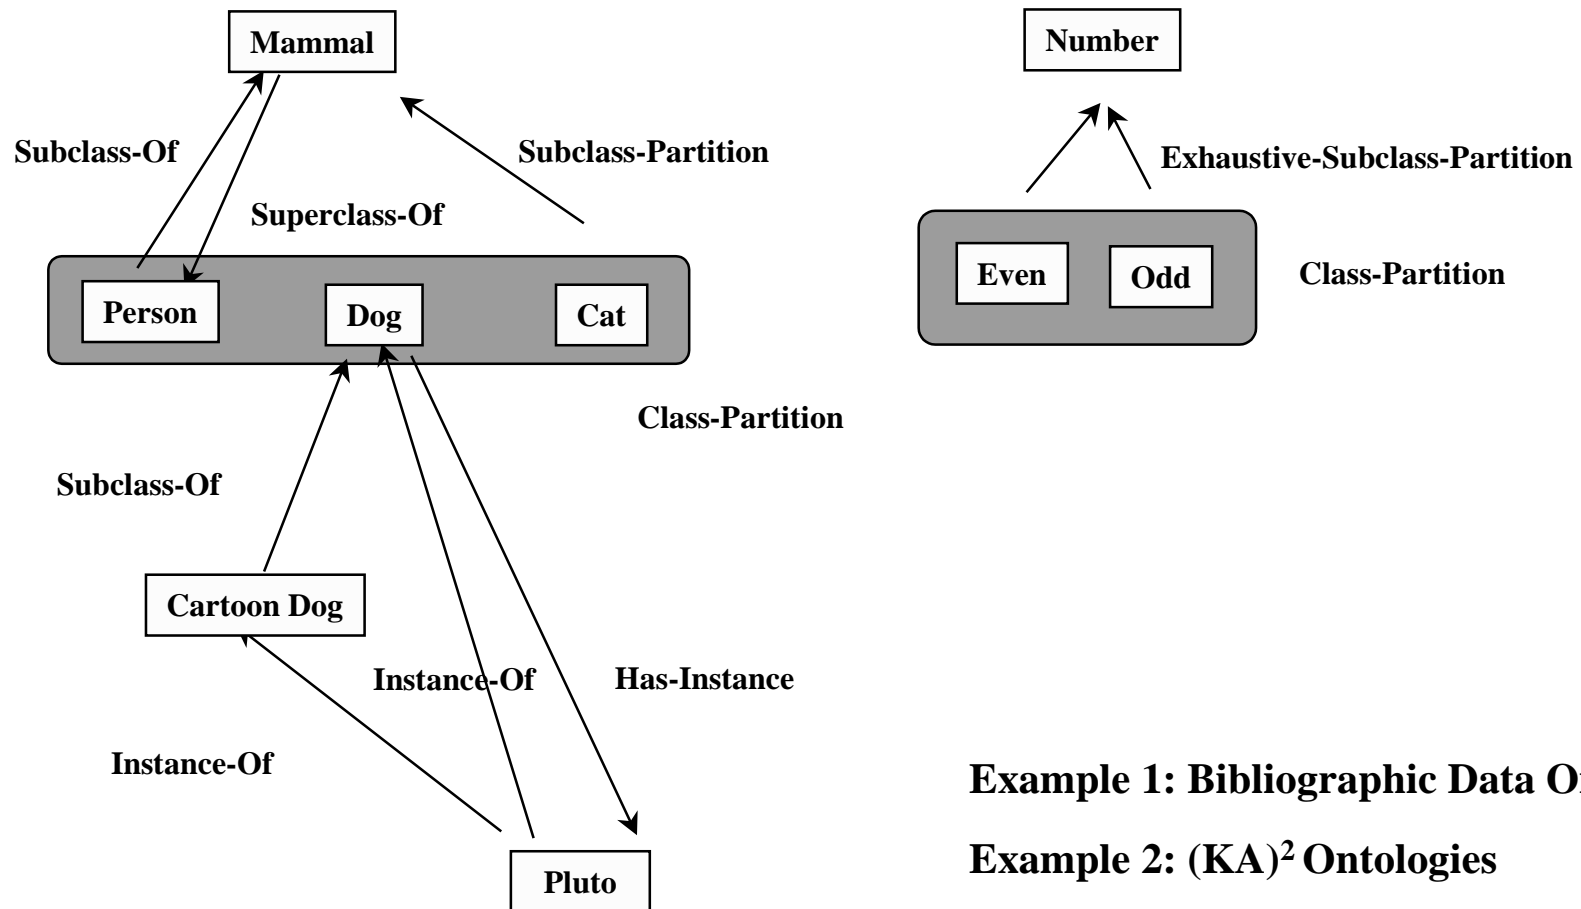 Mammal
Number
Subclass-Of
Subclass-Partition
Exhaustive-Subclass-Partition
Superclass-Of
Person
Dog
Cat
Even
Odd
Class-Partition
Class-Partition
Subclass-Of
Cartoon Dog
Instance-Of
Has-Instance
Instance-Of
Example 1: Bibliographic Data
Example 2: (KA)² Ontologies
Pluto